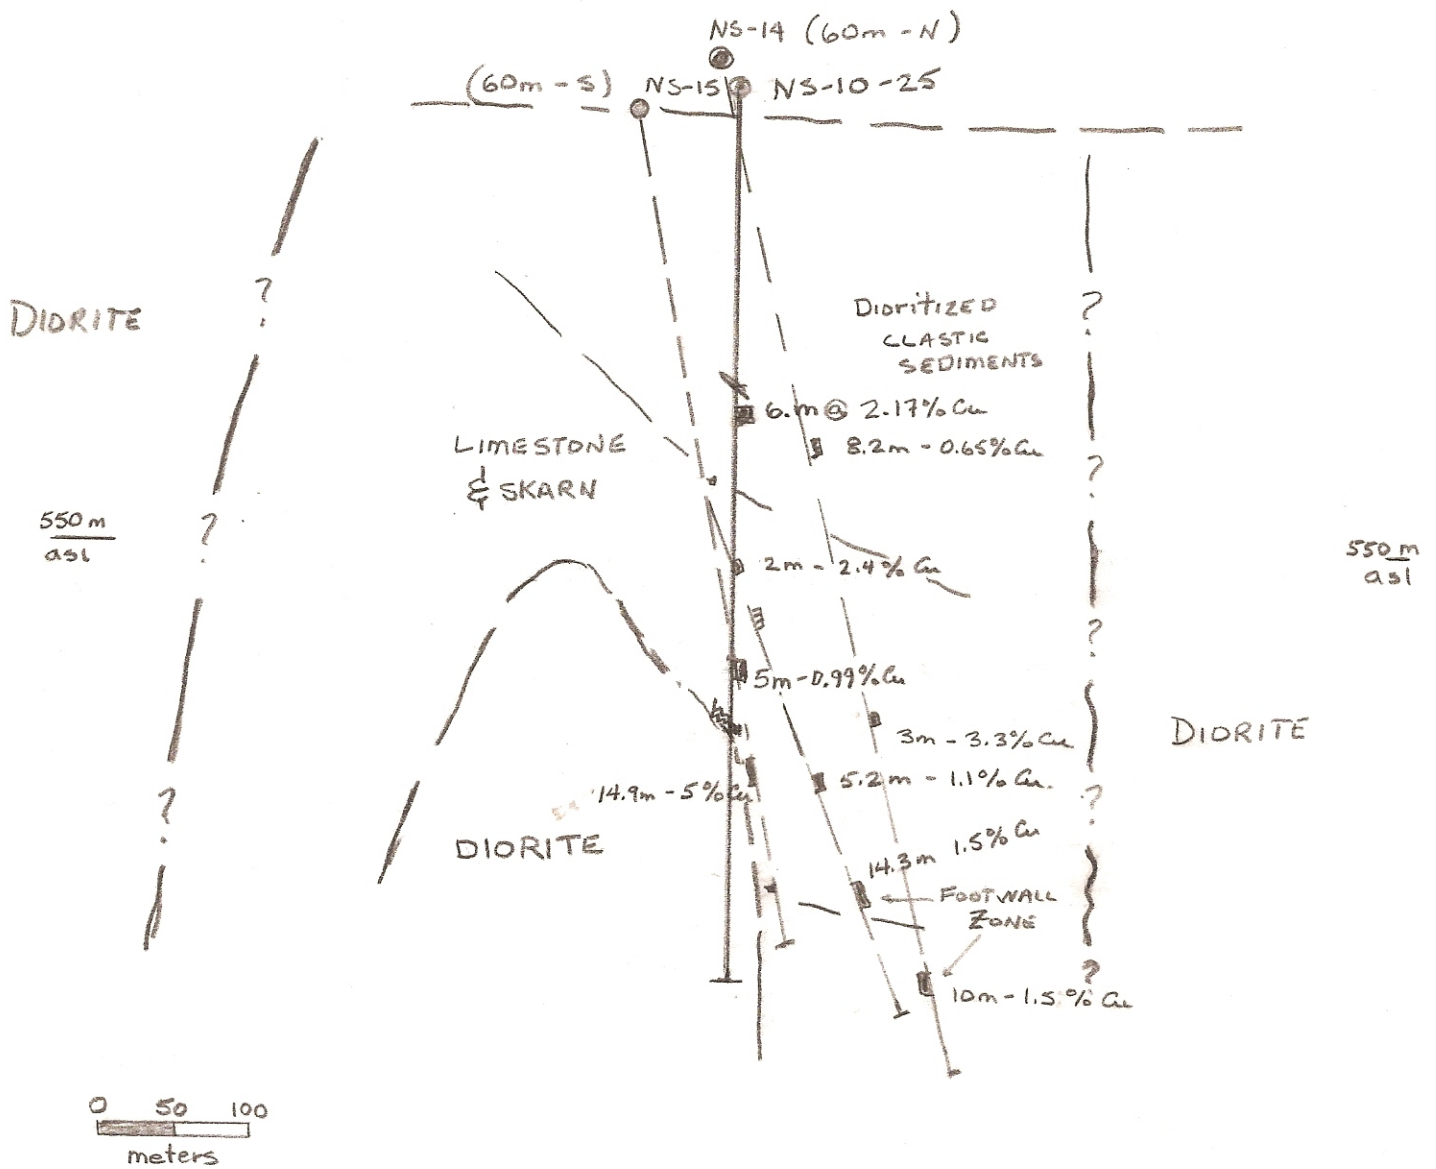 NS-14 (60m-N)
(60m-S) NS-15 NS-10-25
?
?
DIORITE
DIORITIZED
CLASTIC
SEDIMENTS
6.m@ 2.17% Cu
8.2m - 0.65% Cu
LIMESTONE
& SKARN
?
550m
asl
?
550m
asl
2m - 2.4% Cu
?
5m-0.99% Cu
DIORITE
3m - 3.3% Cu
5.2m - 1.1% Cu.
14.9m-5% Cu
?
?
DIORITE
14.3m 1.5% Cu
FOOTWALL
ZONE
?
10m-1.5% Cu
0 50 100
meters